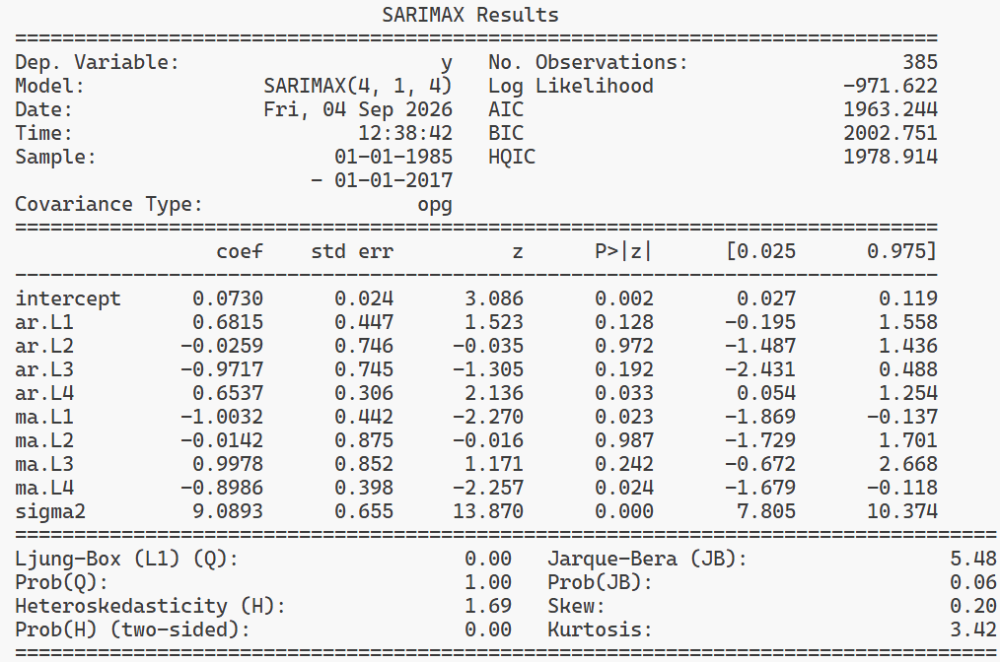 SARIMAX Results
==============================================================================
Dep. Variable:                      y   No. Observations:                  385
Model:               SARIMAX(4, 1, 4)   Log Likelihood                -971.622
Date:                Fri, 04 Sep 2026   AIC                           1963.244
Time:                        12:38:42   BIC                           2002.751
Sample:                    01-01-1985   HQIC                          1978.914
                         - 01-01-2017
Covariance Type:                  opg
==============================================================================
                 coef    std err          z      P>|z|      [0.025      0.975]
------------------------------------------------------------------------------
intercept      0.0730      0.024      3.086      0.002       0.027       0.119
ar.L1          0.6815      0.447      1.523      0.128      -0.195       1.558
ar.L2         -0.0259      0.746     -0.035      0.972      -1.487       1.436
ar.L3         -0.9717      0.745     -1.305      0.192      -2.431       0.488
ar.L4          0.6537      0.306      2.136      0.033       0.054       1.254
ma.L1         -1.0032      0.442     -2.270      0.023      -1.869      -0.137
ma.L2         -0.0142      0.875     -0.016      0.987      -1.729       1.701
ma.L3          0.9978      0.852      1.171      0.242      -0.672       2.668
ma.L4         -0.8986      0.398     -2.257      0.024      -1.679      -0.118
sigma2         9.0893      0.655     13.870      0.000       7.805      10.374
===================================================================================
Ljung-Box (L1) (Q):                   0.00   Jarque-Bera (JB):                 5.48
Prob(Q):                              1.00   Prob(JB):                         0.06
Heteroskedasticity (H):               1.69   Skew:                             0.20
Prob(H) (two-sided):                  0.00   Kurtosis:                         3.42
===================================================================================